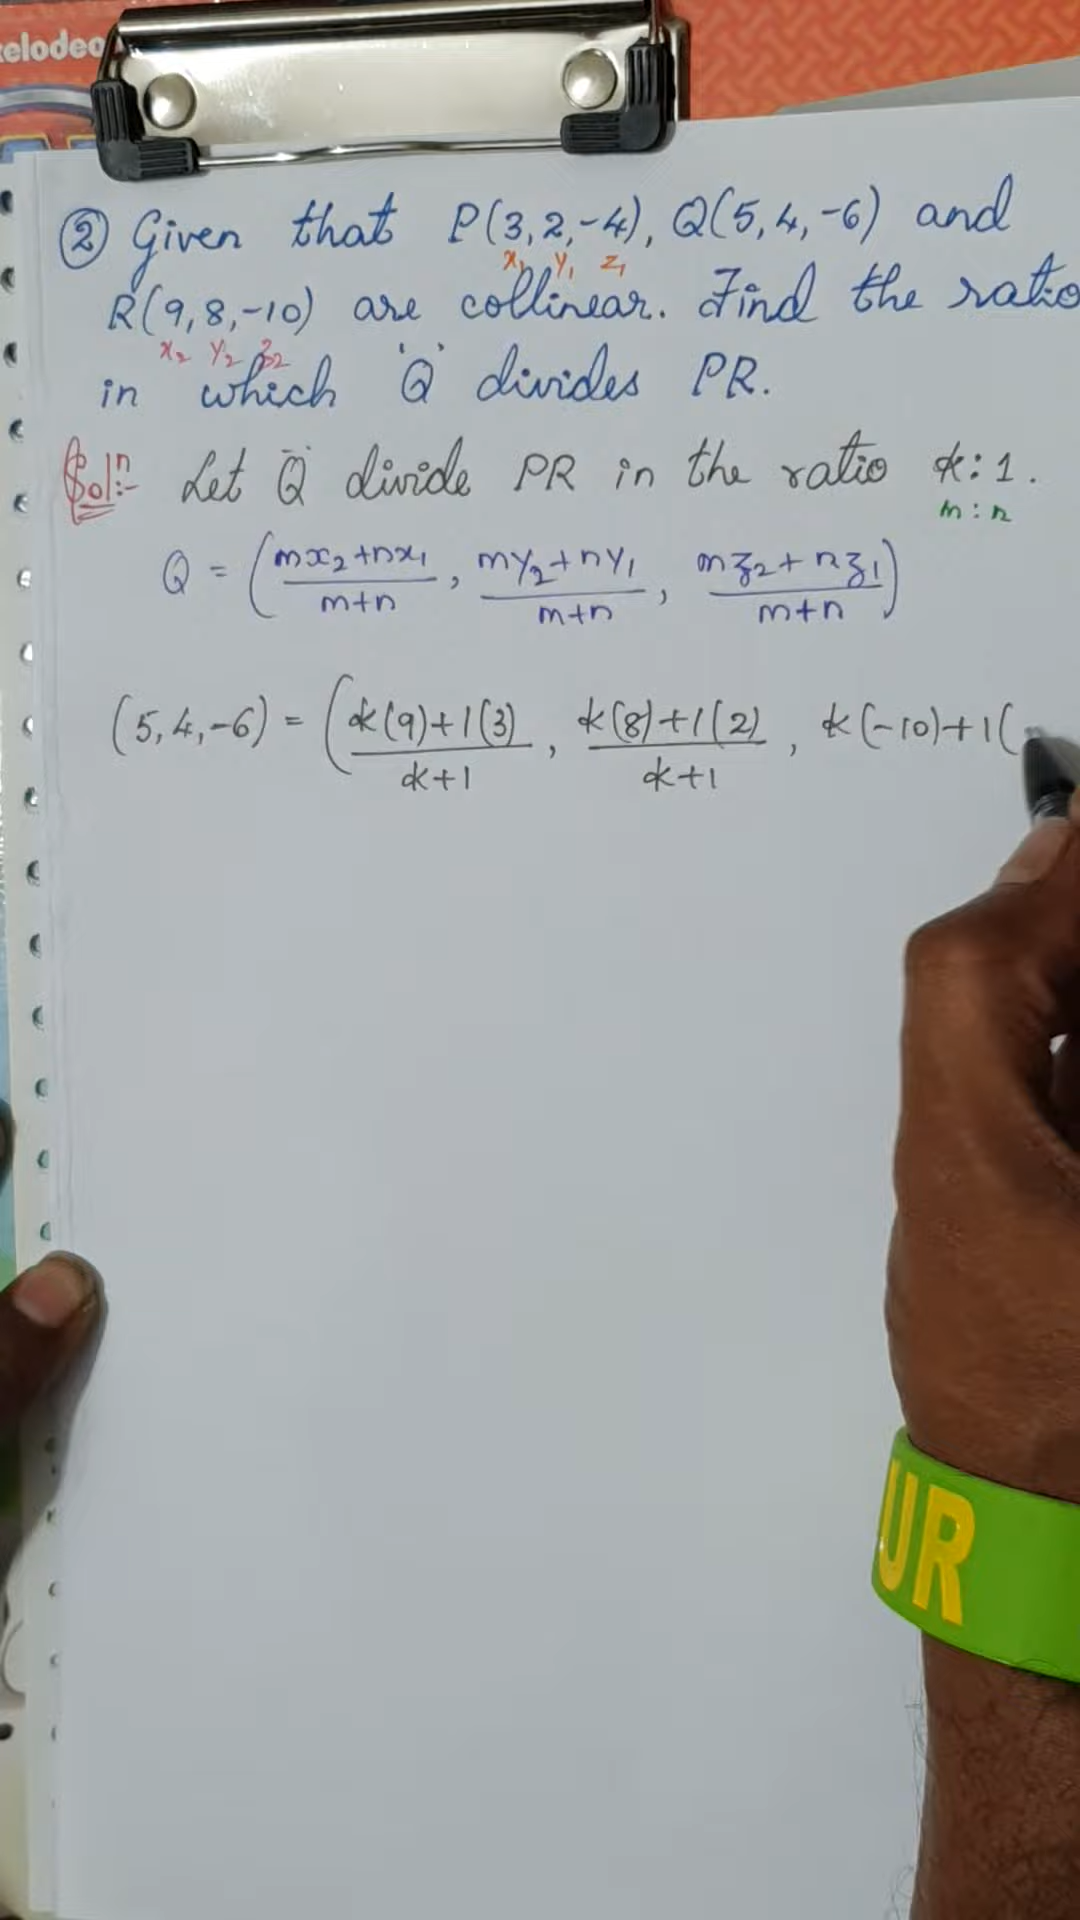 elodeo
② Given that P(3,2,-4), Q(5,4,-6) and
x₁ y₁ z₁
R(9,8,-10) are collinear. Find the ratio
x₂ y₂ z₂
in which 'Q' divides PR.
Solⁿ:- Let Q divide PR in the ratio k:1.
m:n
Q = ((mx₂+nx₁)/(m+n), (my₂+ny₁)/(m+n), (mz₂+nz₁)/(m+n))
(5,4,-6) = ((k(9)+1(3))/(k+1), (k(8)+1(2))/(k+1), k(-10)+1(
UR